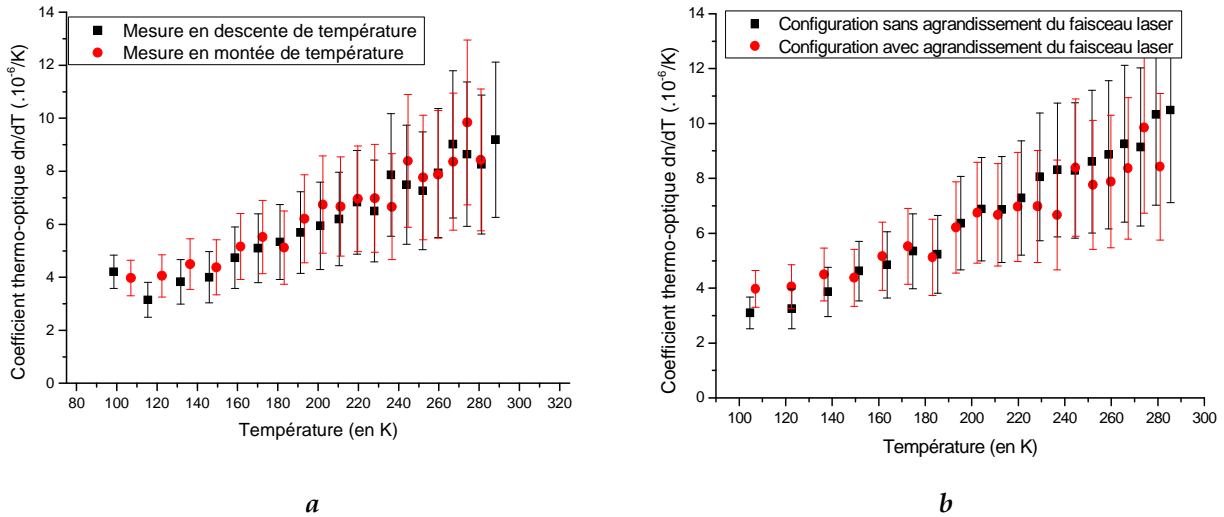 Mesure en descente de température
Mesure en montée de température
Coefficient thermo-optique dn/dT (.10⁻⁶/K)
14
12
10
8
6
4
2
0
80 100 120 140 160 180 200 220 240 260 280 300 320
Température (en K)
a
Configuration sans agrandissement du faisceau laser
Configuration avec agrandissement du faisceau laser
Coefficient thermo-optique dn/dT (.10⁻⁶/K)
14
12
10
8
6
4
2
0
100 120 140 160 180 200 220 240 260 280 300
Température (en K)
b